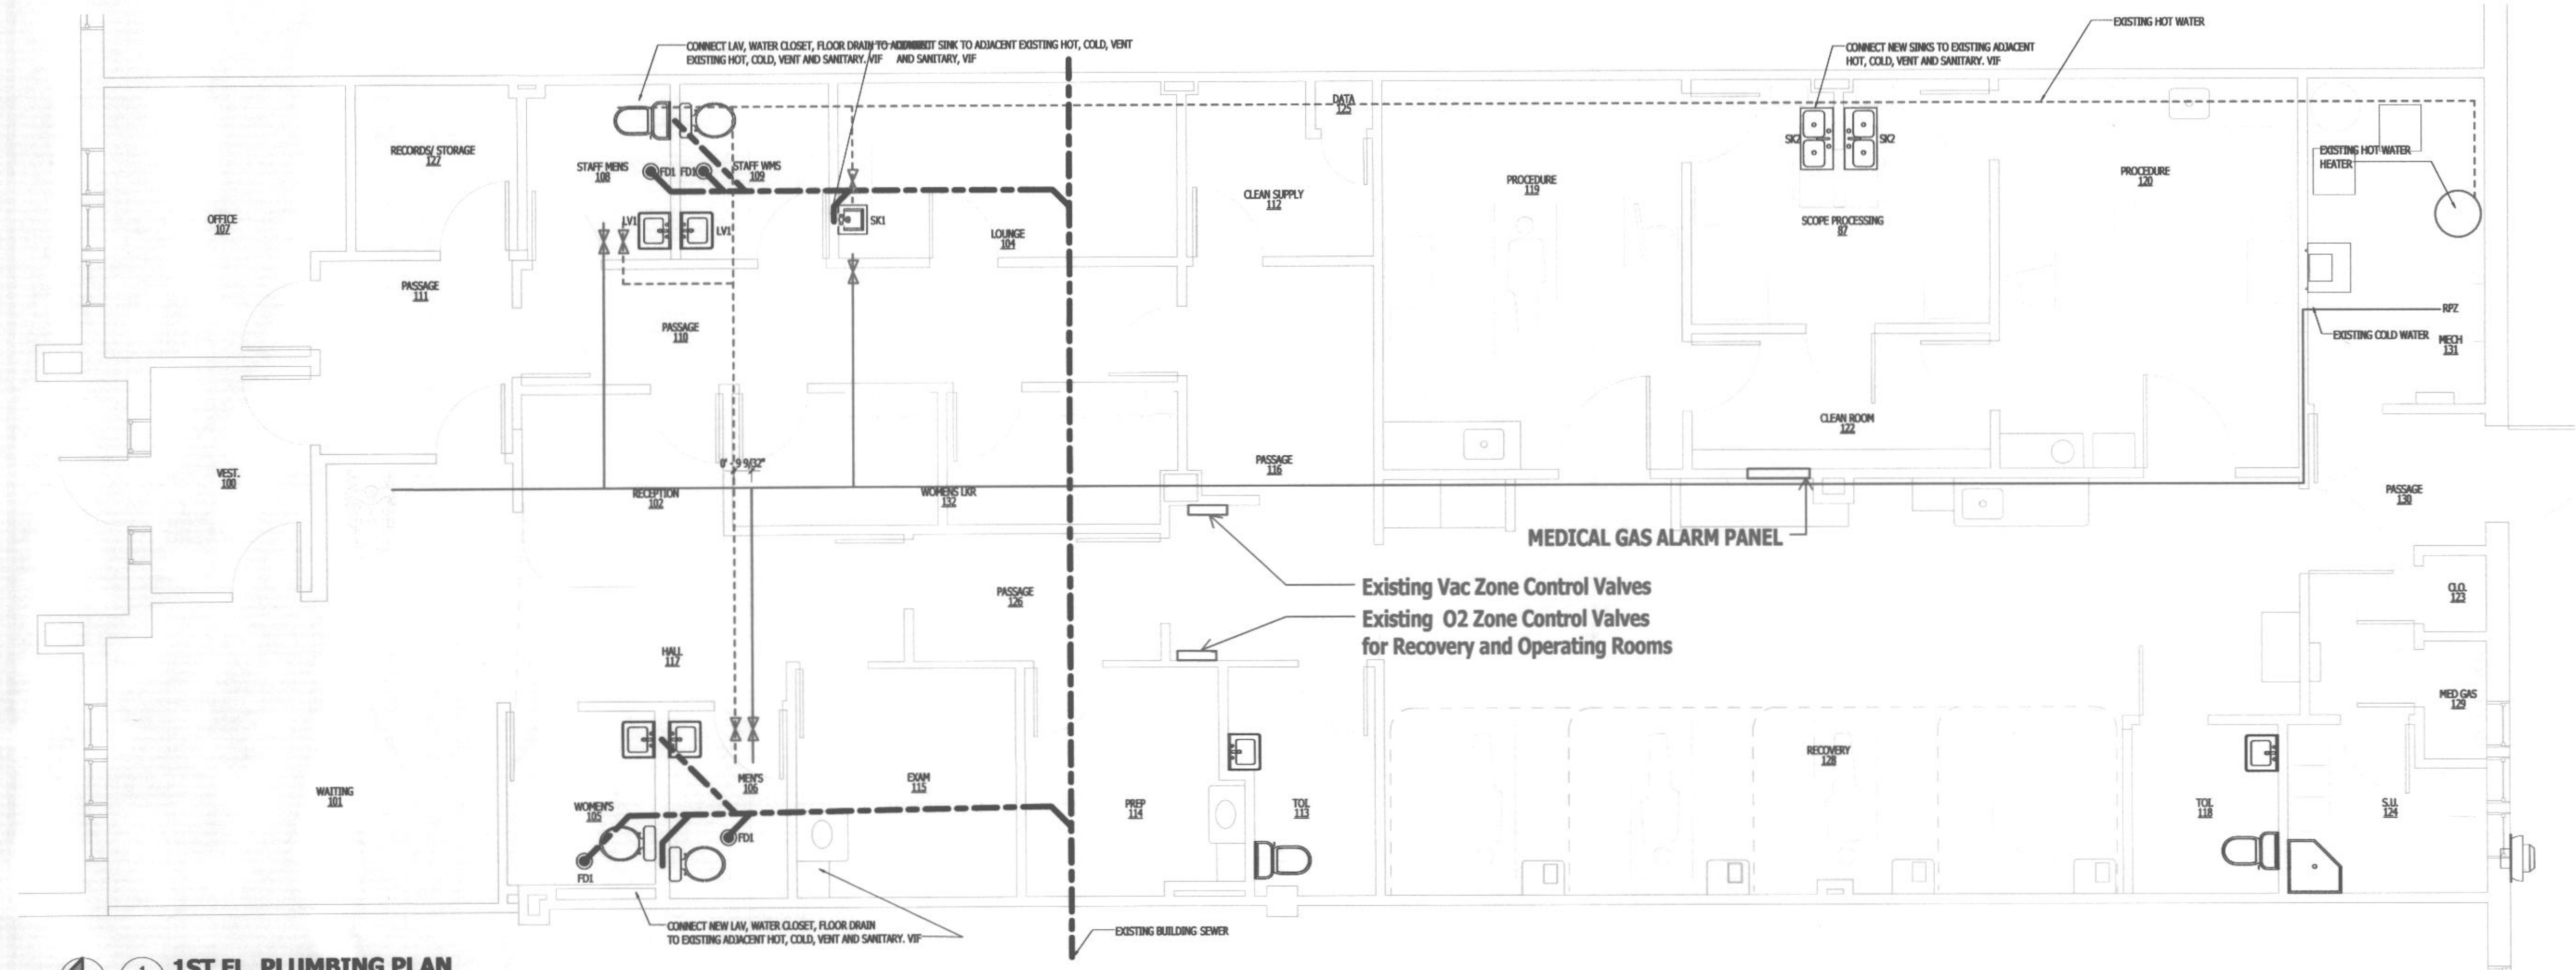 EXISTING HOT WATER
CONNECT LAV, WATER CLOSET, FLOOR DRAIN TO
EXISTING HOT, COLD, VENT AND SANITARY. VIF
SINK TO ADJACENT EXISTING HOT, COLD, VENT
AND SANITARY, VIF
CONNECT NEW SINKS TO EXISTING ADJACENT
HOT, COLD, VENT AND SANITARY. VIF
DATA
125
RECORDS/ STORAGE
127
STAFF MENS
108
FD1
FD1
STAFF WMS
109
SK2
SK2
EXISTING HOT WATER
HEATER
PROCEDURE
119
PROCEDURE
120
CLEAN SUPPLY
112
OFFICE
107
LV1
LV1
SK1
LOUNGE
104
SCOPE PROCESSING
87
PASSAGE
111
PASSAGE
110
RPZ
EXISTING COLD WATER
MECH
131
CLEAN ROOM
122
VEST.
100
0' - 9 9/32"
PASSAGE
116
RECEPTION
102
WOMENS LKR
132
PASSAGE
130
MEDICAL GAS ALARM PANEL
Existing Vac Zone Control Valves
PASSAGE
126
CLO.
123
Existing O2 Zone Control Valves
for Recovery and Operating Rooms
HALL
117
MED GAS
129
RECOVERY
128
WAITING
101
MEN'S
106
EXAM
115
WOMEN'S
105
PREP
114
TOI.
113
TOI.
118
S.U.
124
FD1
FD1
CONNECT NEW LAV, WATER CLOSET, FLOOR DRAIN
TO EXISTING ADJACENT HOT, COLD, VENT AND SANITARY. VIF
EXISTING BUILDING SEWER
1ST FL. PLUMBING PLAN